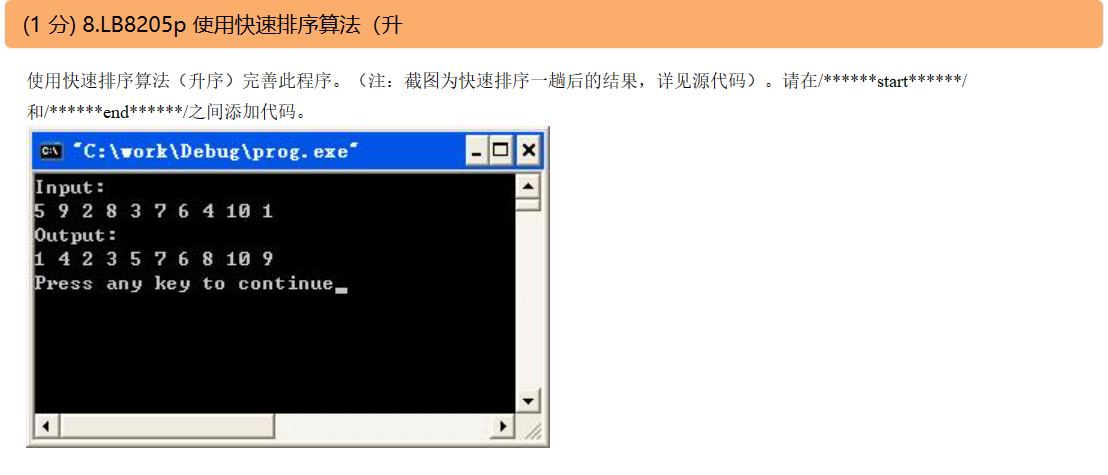 (1 分) 8.LB8205p 使用快速排序算法（升
使用快速排序算法（升序）完善此程序。（注：截图为快速排序一趟后的结果，详见源代码）。请在/******start******/
和/******end******/之间添加代码。
"C:\work\Debug\prog.exe"
Input:
5 9 2 8 3 7 6 4 10 1
Output:
1 4 2 3 5 7 6 8 10 9
Press any key to continue_